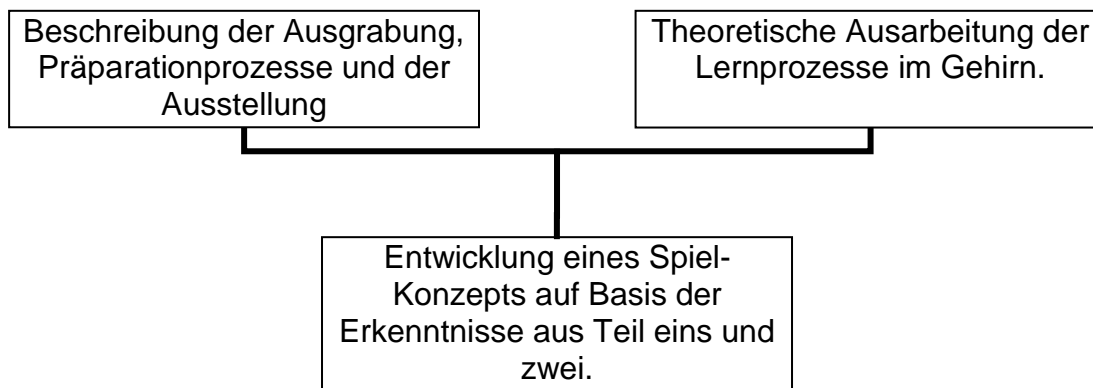 Beschreibung der Ausgrabung,
Präparationprozesse und der
Ausstellung
Theoretische Ausarbeitung der
Lernprozesse im Gehirn.
Entwicklung eines Spiel-
Konzepts auf Basis der
Erkenntnisse aus Teil eins und
zwei.